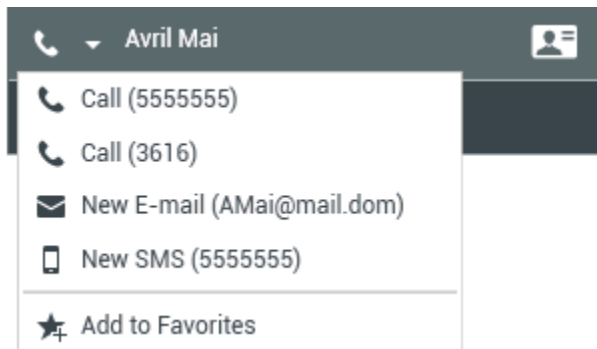 Avril Mai
Call (5555555)
Call (3616)
New E-mail (AMai@mail.dom)
New SMS (5555555)
Add to Favorites